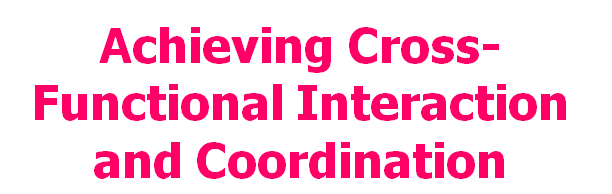 Achieving Cross-
Functional Interaction
and Coordination